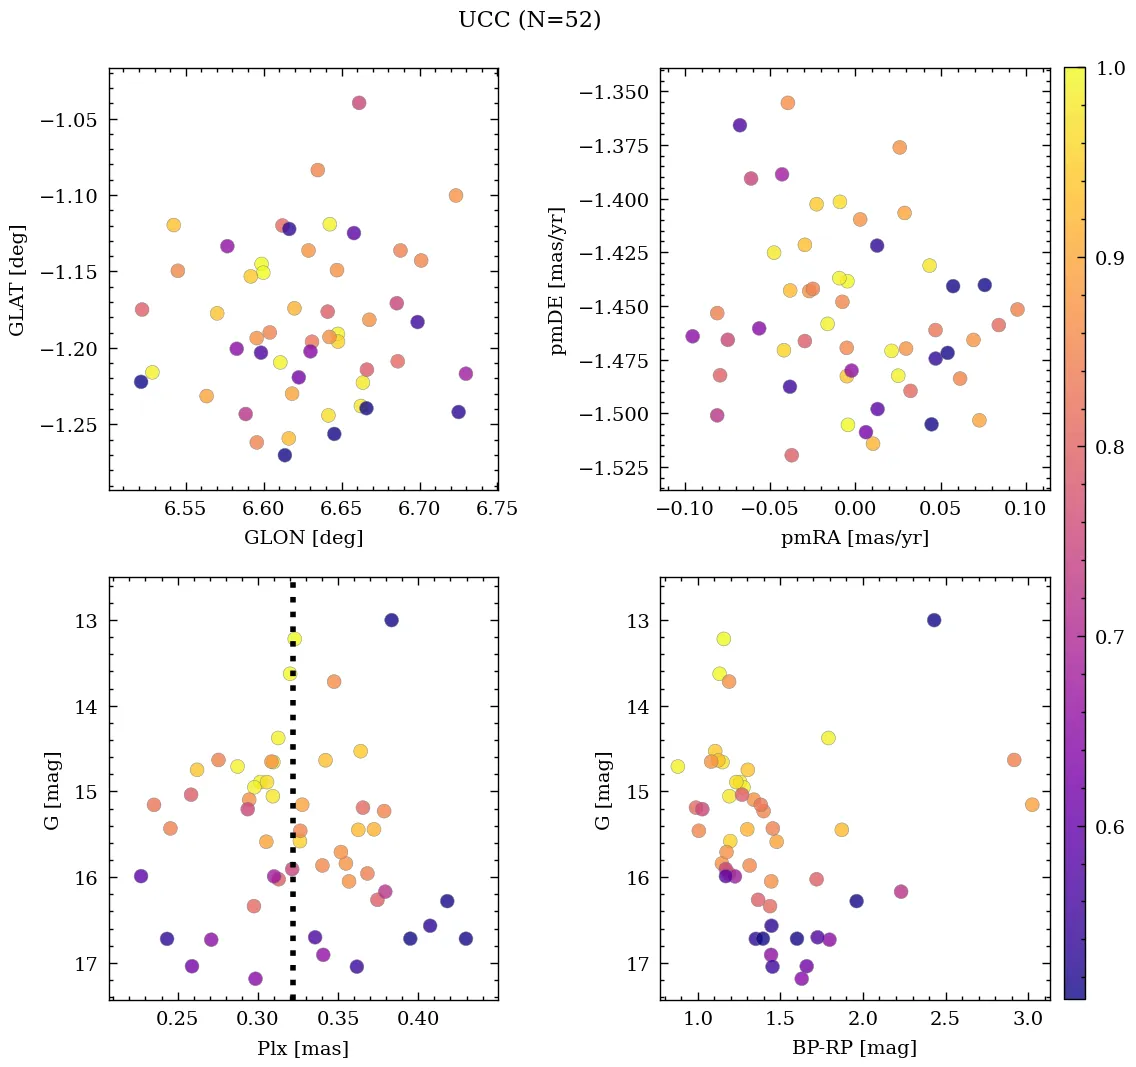 UCC (N=52)
−1.05
−1.10
−1.15
−1.20
−1.25
GLAT [deg]
6.55 6.60 6.65 6.70 6.75
GLON [deg]
−1.350
−1.375
−1.400
−1.425
−1.450
−1.475
−1.500
−1.525
pmDE [mas/yr]
−0.10 −0.05 0.00 0.05 0.10
pmRA [mas/yr]
1.0
0.9
0.8
0.7
0.6
13
14
15
16
17
G [mag]
0.25 0.30 0.35 0.40
Plx [mas]
13
14
15
16
17
G [mag]
1.0 1.5 2.0 2.5 3.0
BP-RP [mag]